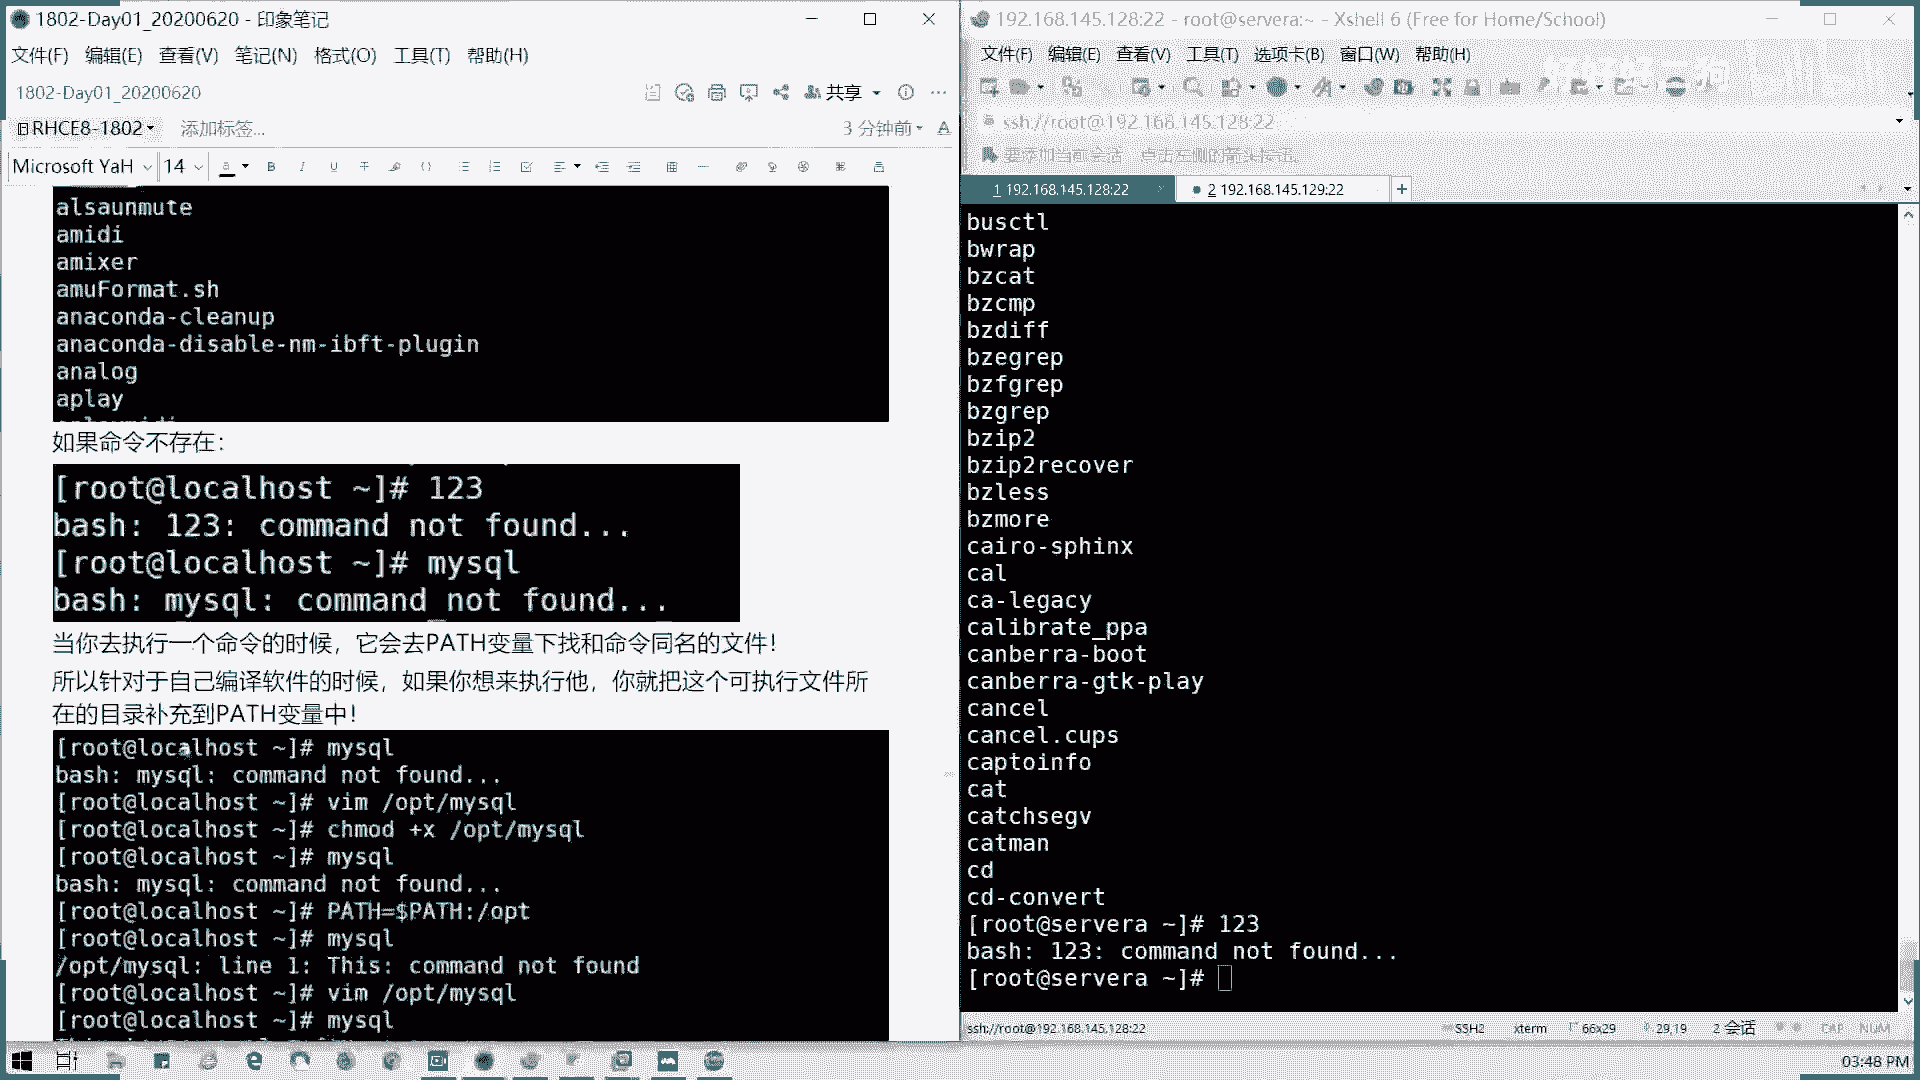 1802-Day01_20200620 - 印象笔记
文件(F) 编辑(E) 查看(V) 笔记(N) 格式(O) 工具(T) 帮助(H)
1802-Day01_20200620
共享
RHCE8-1802 添加标签... 3 分钟前
Microsoft YaH 14
alsaunmute
amidi
amixer
amuFormat.sh
anaconda-cleanup
anaconda-disable-nm-ibft-plugin
analog
aplay
如果命令不存在：
[root@localhost ~]# 123
bash: 123: command not found...
[root@localhost ~]# mysql
bash: mysql: command not found...
当你去执行一个命令的时候，它会去PATH变量下找和命令同名的文件！
所以针对于自己编译软件的时候，如果你想来执行他，你就把这个可执行文件所
在的目录补充到PATH变量中！
[root@localhost ~]# mysql
bash: mysql: command not found...
[root@localhost ~]# vim /opt/mysql
[root@localhost ~]# chmod +x /opt/mysql
[root@localhost ~]# mysql
bash: mysql: command not found...
[root@localhost ~]# PATH=$PATH:/opt
[root@localhost ~]# mysql
/opt/mysql: line 1: This: command not found
[root@localhost ~]# vim /opt/mysql
[root@localhost ~]# mysql
192.168.145.128:22 - root@servera:~ - Xshell 6 (Free for Home/School)
文件(F) 编辑(E) 查看(V) 工具(T) 选项卡(B) 窗口(W) 帮助(H)
ssh://root@192.168.145.128:22
要添加当前会话，点击左侧的箭头按钮。
1 192.168.145.128:22
2 192.168.145.129:22
busctl
bwrap
bzcat
bzcmp
bzdiff
bzegrep
bzfgrep
bzgrep
bzip2
bzip2recover
bzless
bzmore
cairo-sphinx
cal
ca-legacy
calibrate_ppa
canberra-boot
canberra-gtk-play
cancel
cancel.cups
captoinfo
cat
catchsegv
catman
cd
cd-convert
[root@servera ~]# 123
bash: 123: command not found...
[root@servera ~]#
ssh://root@192.168.145.128:22 SSH2 xterm 66x29 29,19 2 会话 CAP NUM
03:48 PM